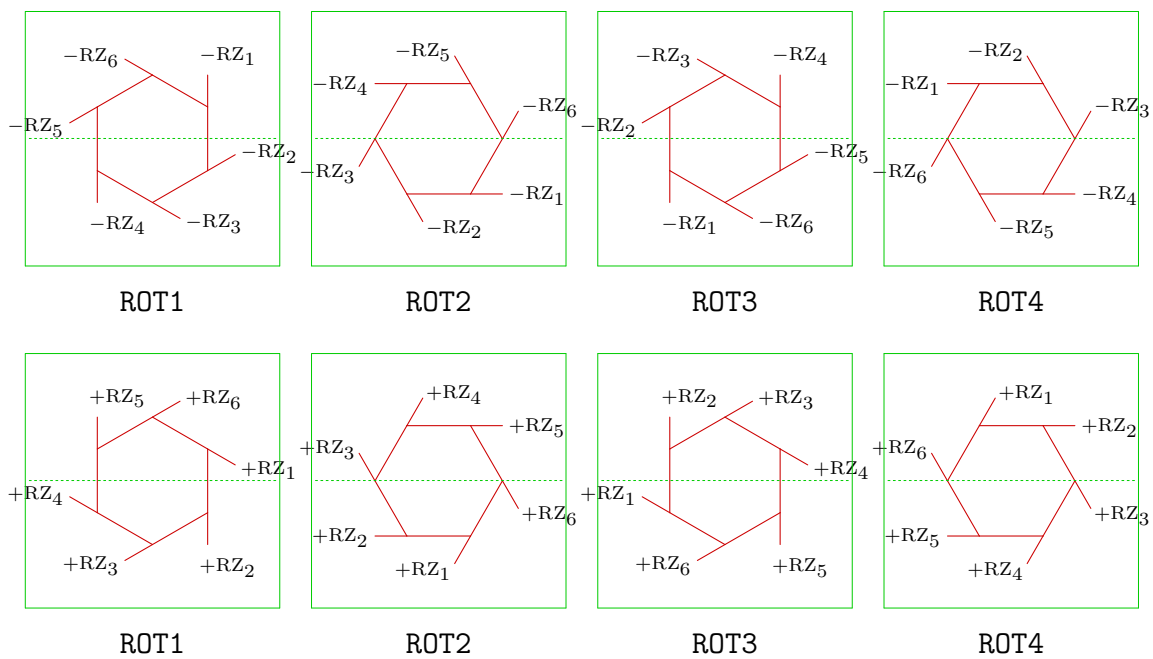 −RZ6 −RZ1 −RZ5 −RZ2 −RZ4 −RZ3
−RZ5 −RZ4 −RZ6 −RZ3 −RZ1 −RZ2
−RZ3 −RZ4 −RZ2 −RZ5 −RZ1 −RZ6
−RZ2 −RZ1 −RZ3 −RZ6 −RZ4 −RZ5
ROT1 ROT2 ROT3 ROT4
+RZ5 +RZ6 +RZ1 +RZ4 +RZ3 +RZ2
+RZ4 +RZ5 +RZ3 +RZ6 +RZ2 +RZ1
+RZ2 +RZ3 +RZ4 +RZ1 +RZ6 +RZ5
+RZ1 +RZ2 +RZ6 +RZ3 +RZ5 +RZ4
ROT1 ROT2 ROT3 ROT4